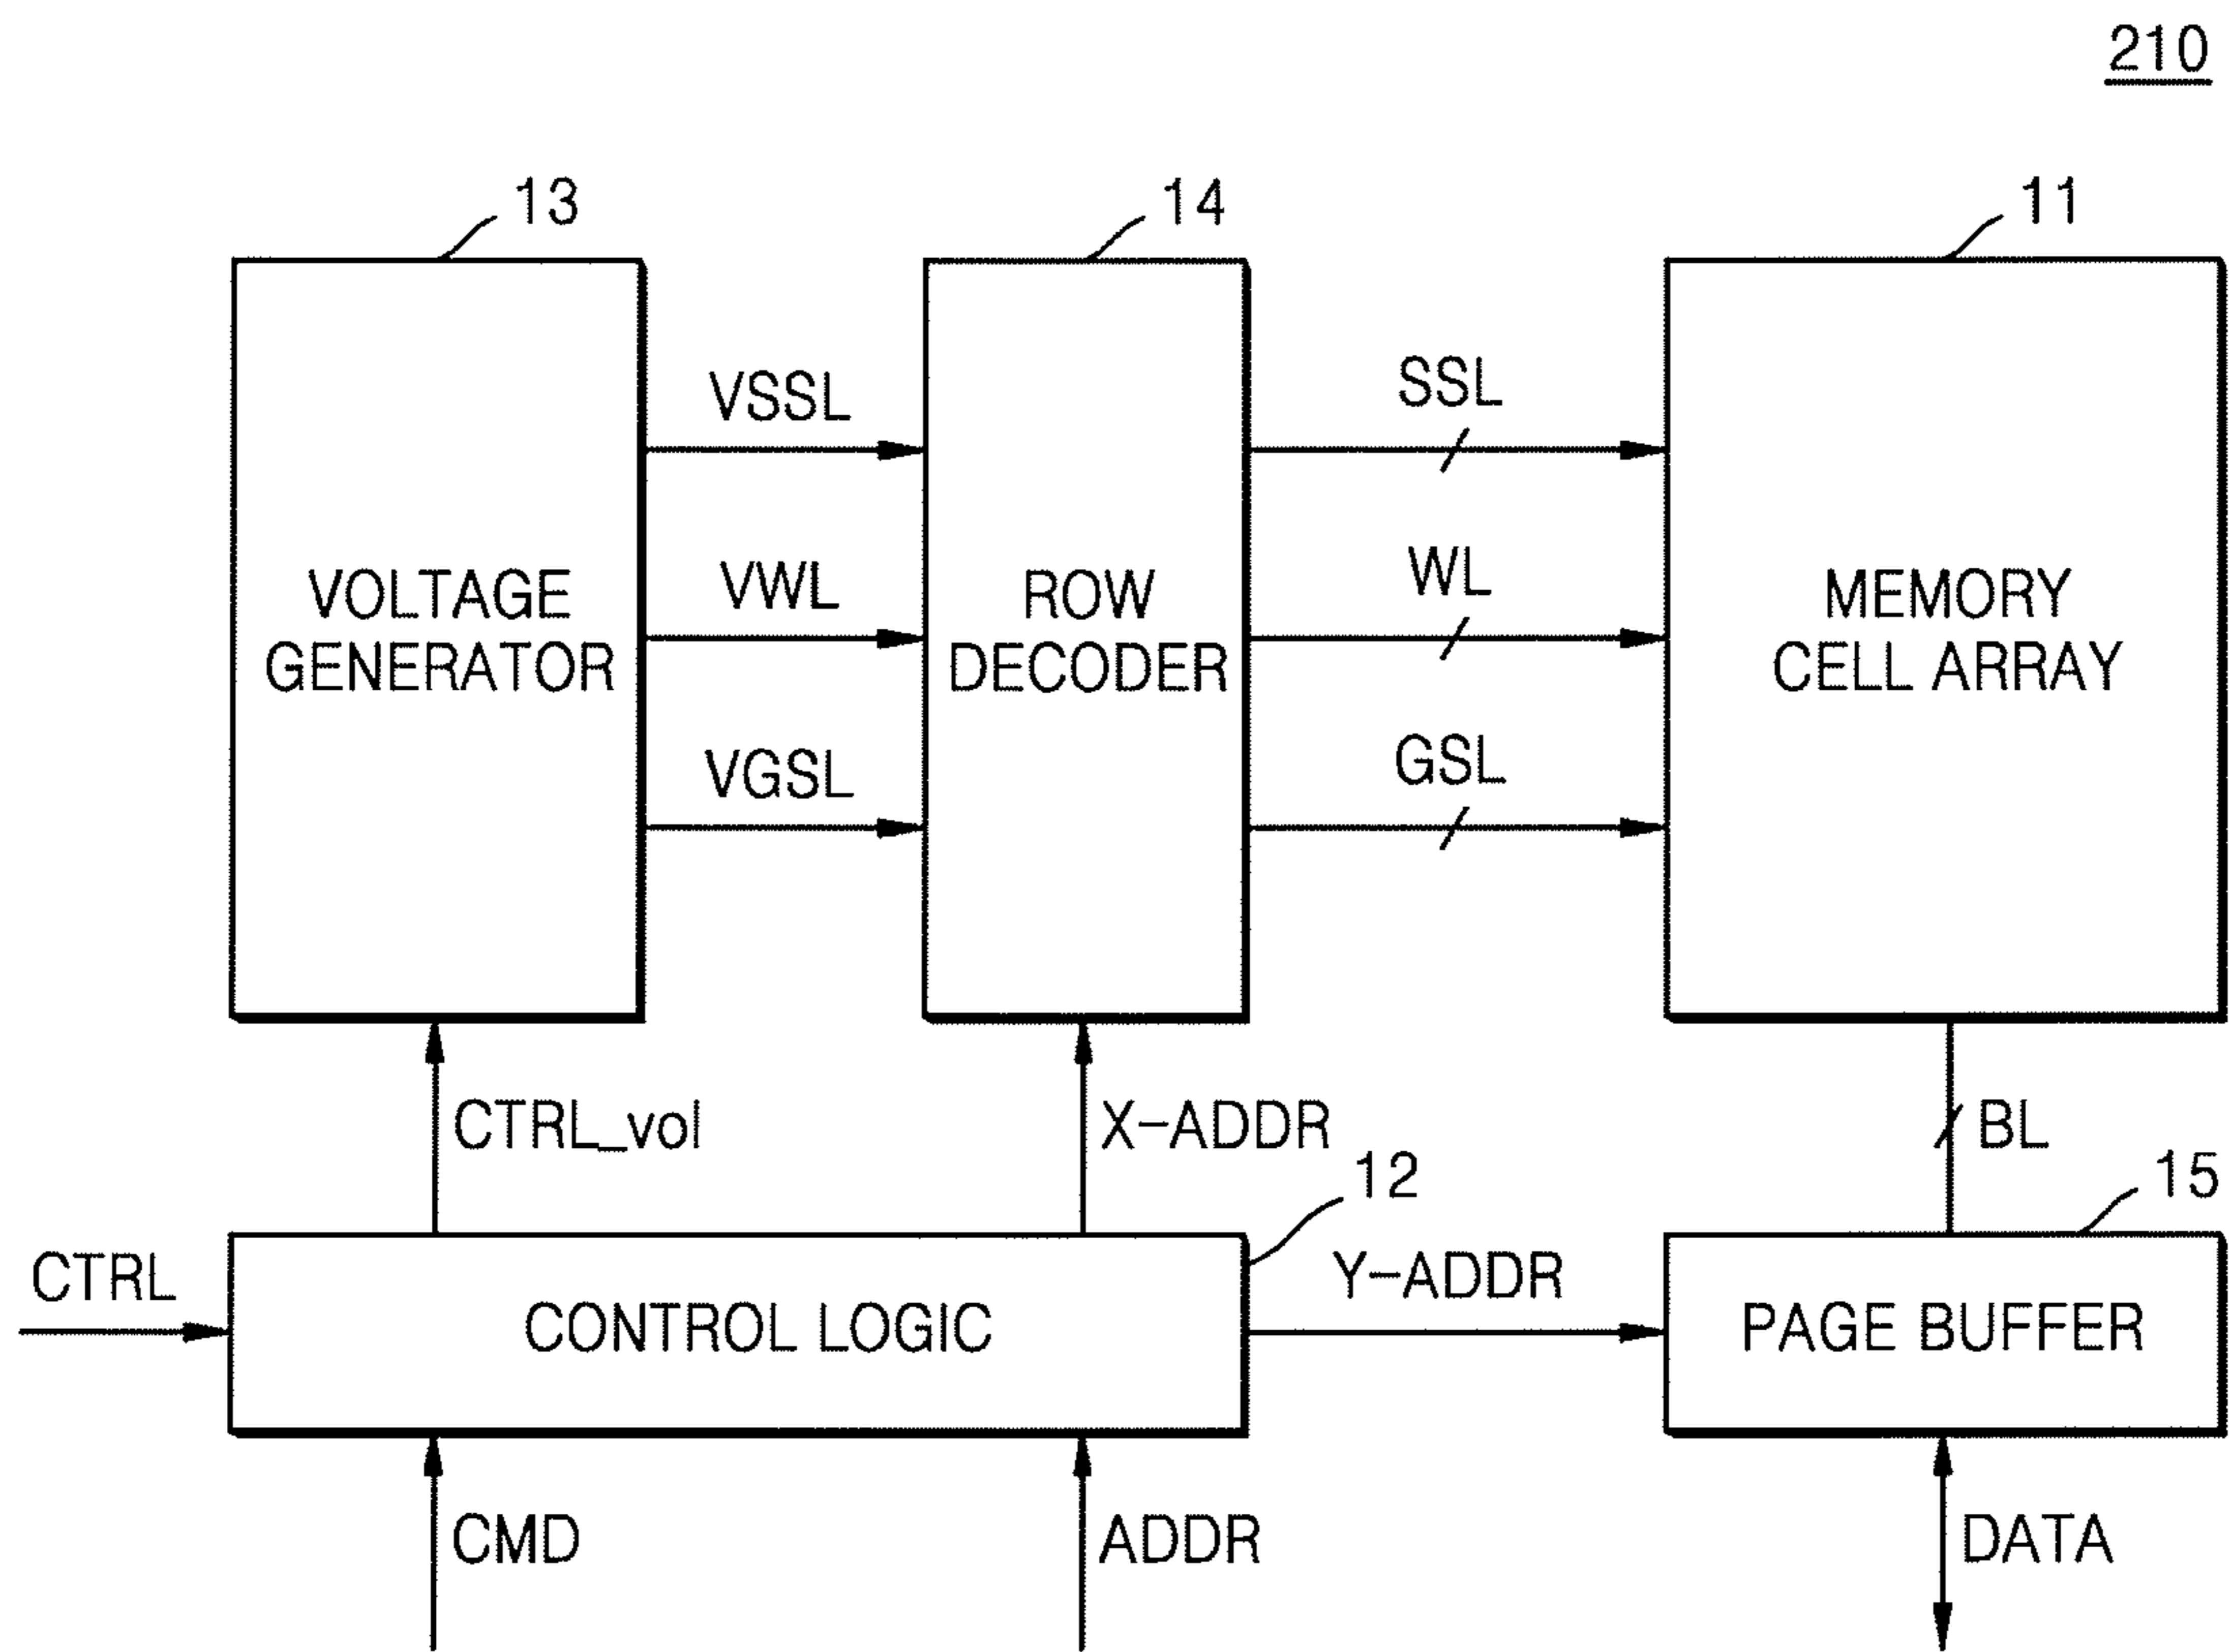 210
13
14
11
VSSL
SSL
VOLTAGE
GENERATOR
VWL
ROW
DECODER
WL
MEMORY
CELL ARRAY
VGSL
GSL
CTRL_vol
X-ADDR
BL
12
15
CTRL
CONTROL LOGIC
Y-ADDR
PAGE BUFFER
CMD
ADDR
DATA